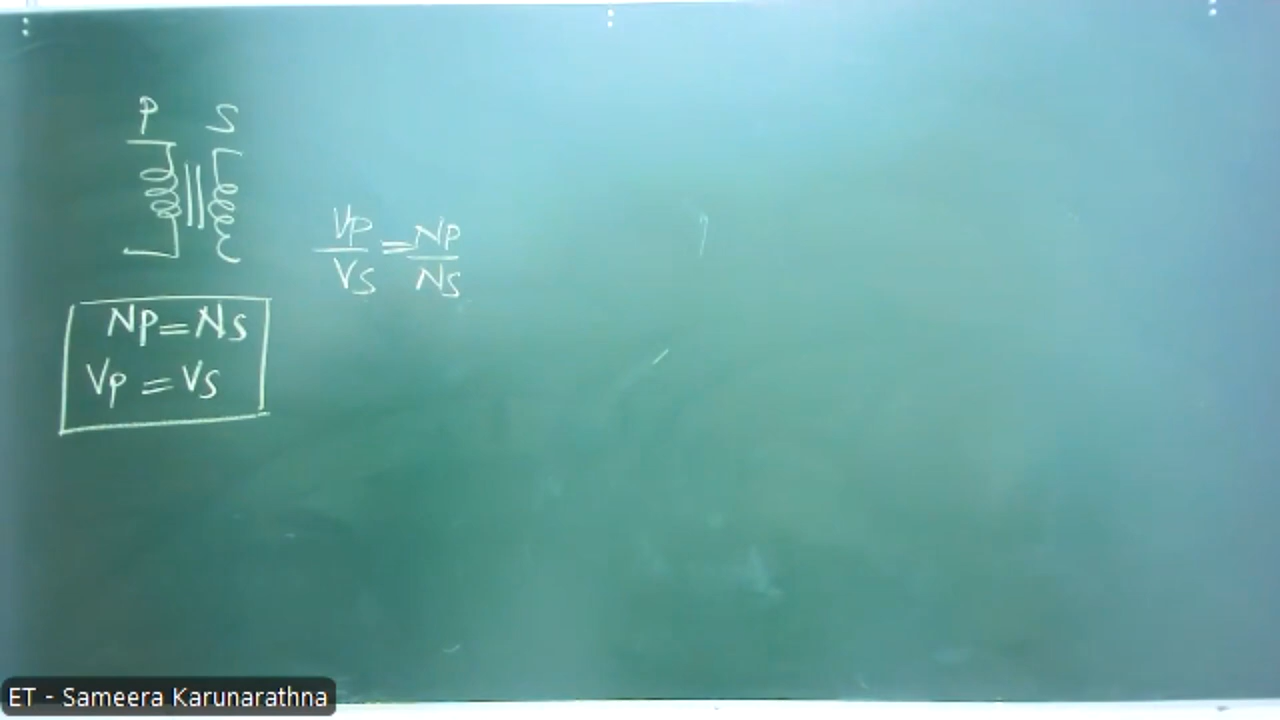 P S
VP/VS = NP/NS
NP = NS
VP = VS
ET - Sameera Karunarathna